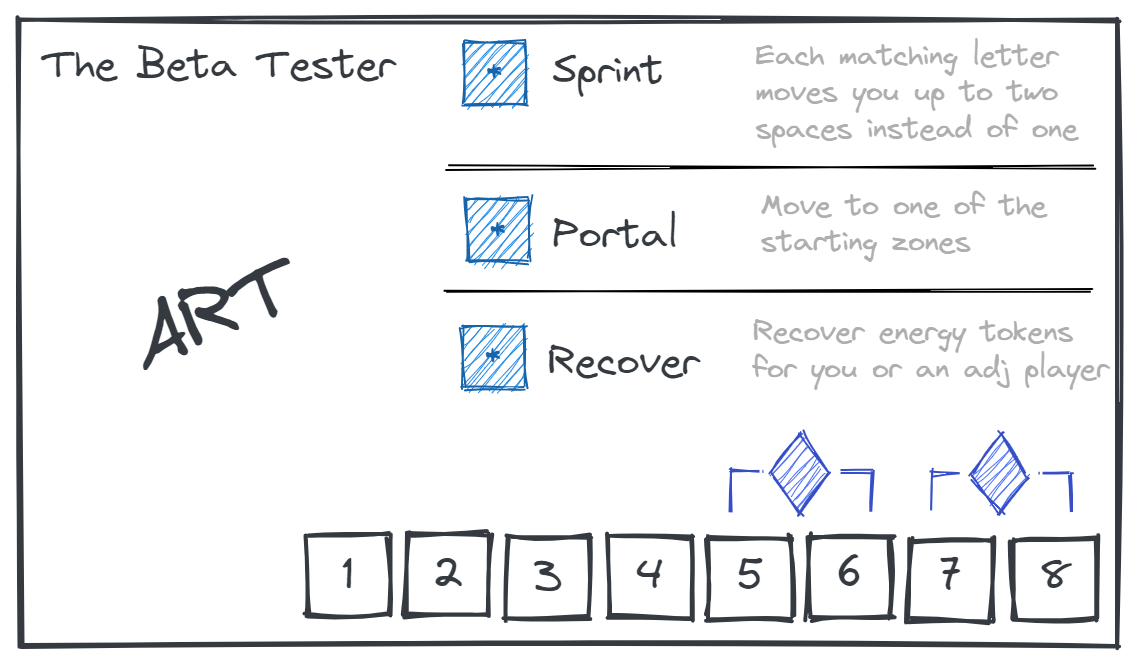 The Beta Tester
*
Sprint
Each matching letter
moves you up to two
spaces instead of one
*
Portal
Move to one of the
starting zones
ART
*
Recover
Recover energy tokens
for you or an adj player
1 2 3 4 5 6 7 8